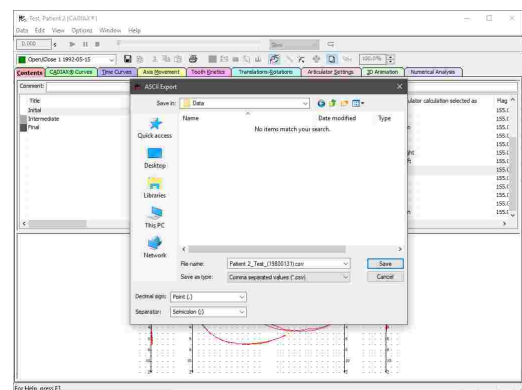 Test, Patient 2 (CADIAX®)
Data Edit View Options Window Help
0.000 s
Open/Close 1 1992-05-15
100.0%
Contents CADIAX® Curves Time Curves Axis Movement Tooth Kinetics Translations-Rotations Articulator Settings 3D Animation Numerical Analysis
Comment:
Title
Initial
Intermediate
Final
ulator calculation selected as
Flag
ASCII Export
Save in: Data
Name Date modified Type
No items match your search.
Quick access
Desktop
Libraries
This PC
Network
File name: Patient 2_Test_(19800131).csv Save
Save as type: Comma separated values (*.csv) Cancel
Decimal sign: Point (.)
Separator: Semicolon (;)
For Help, press F1